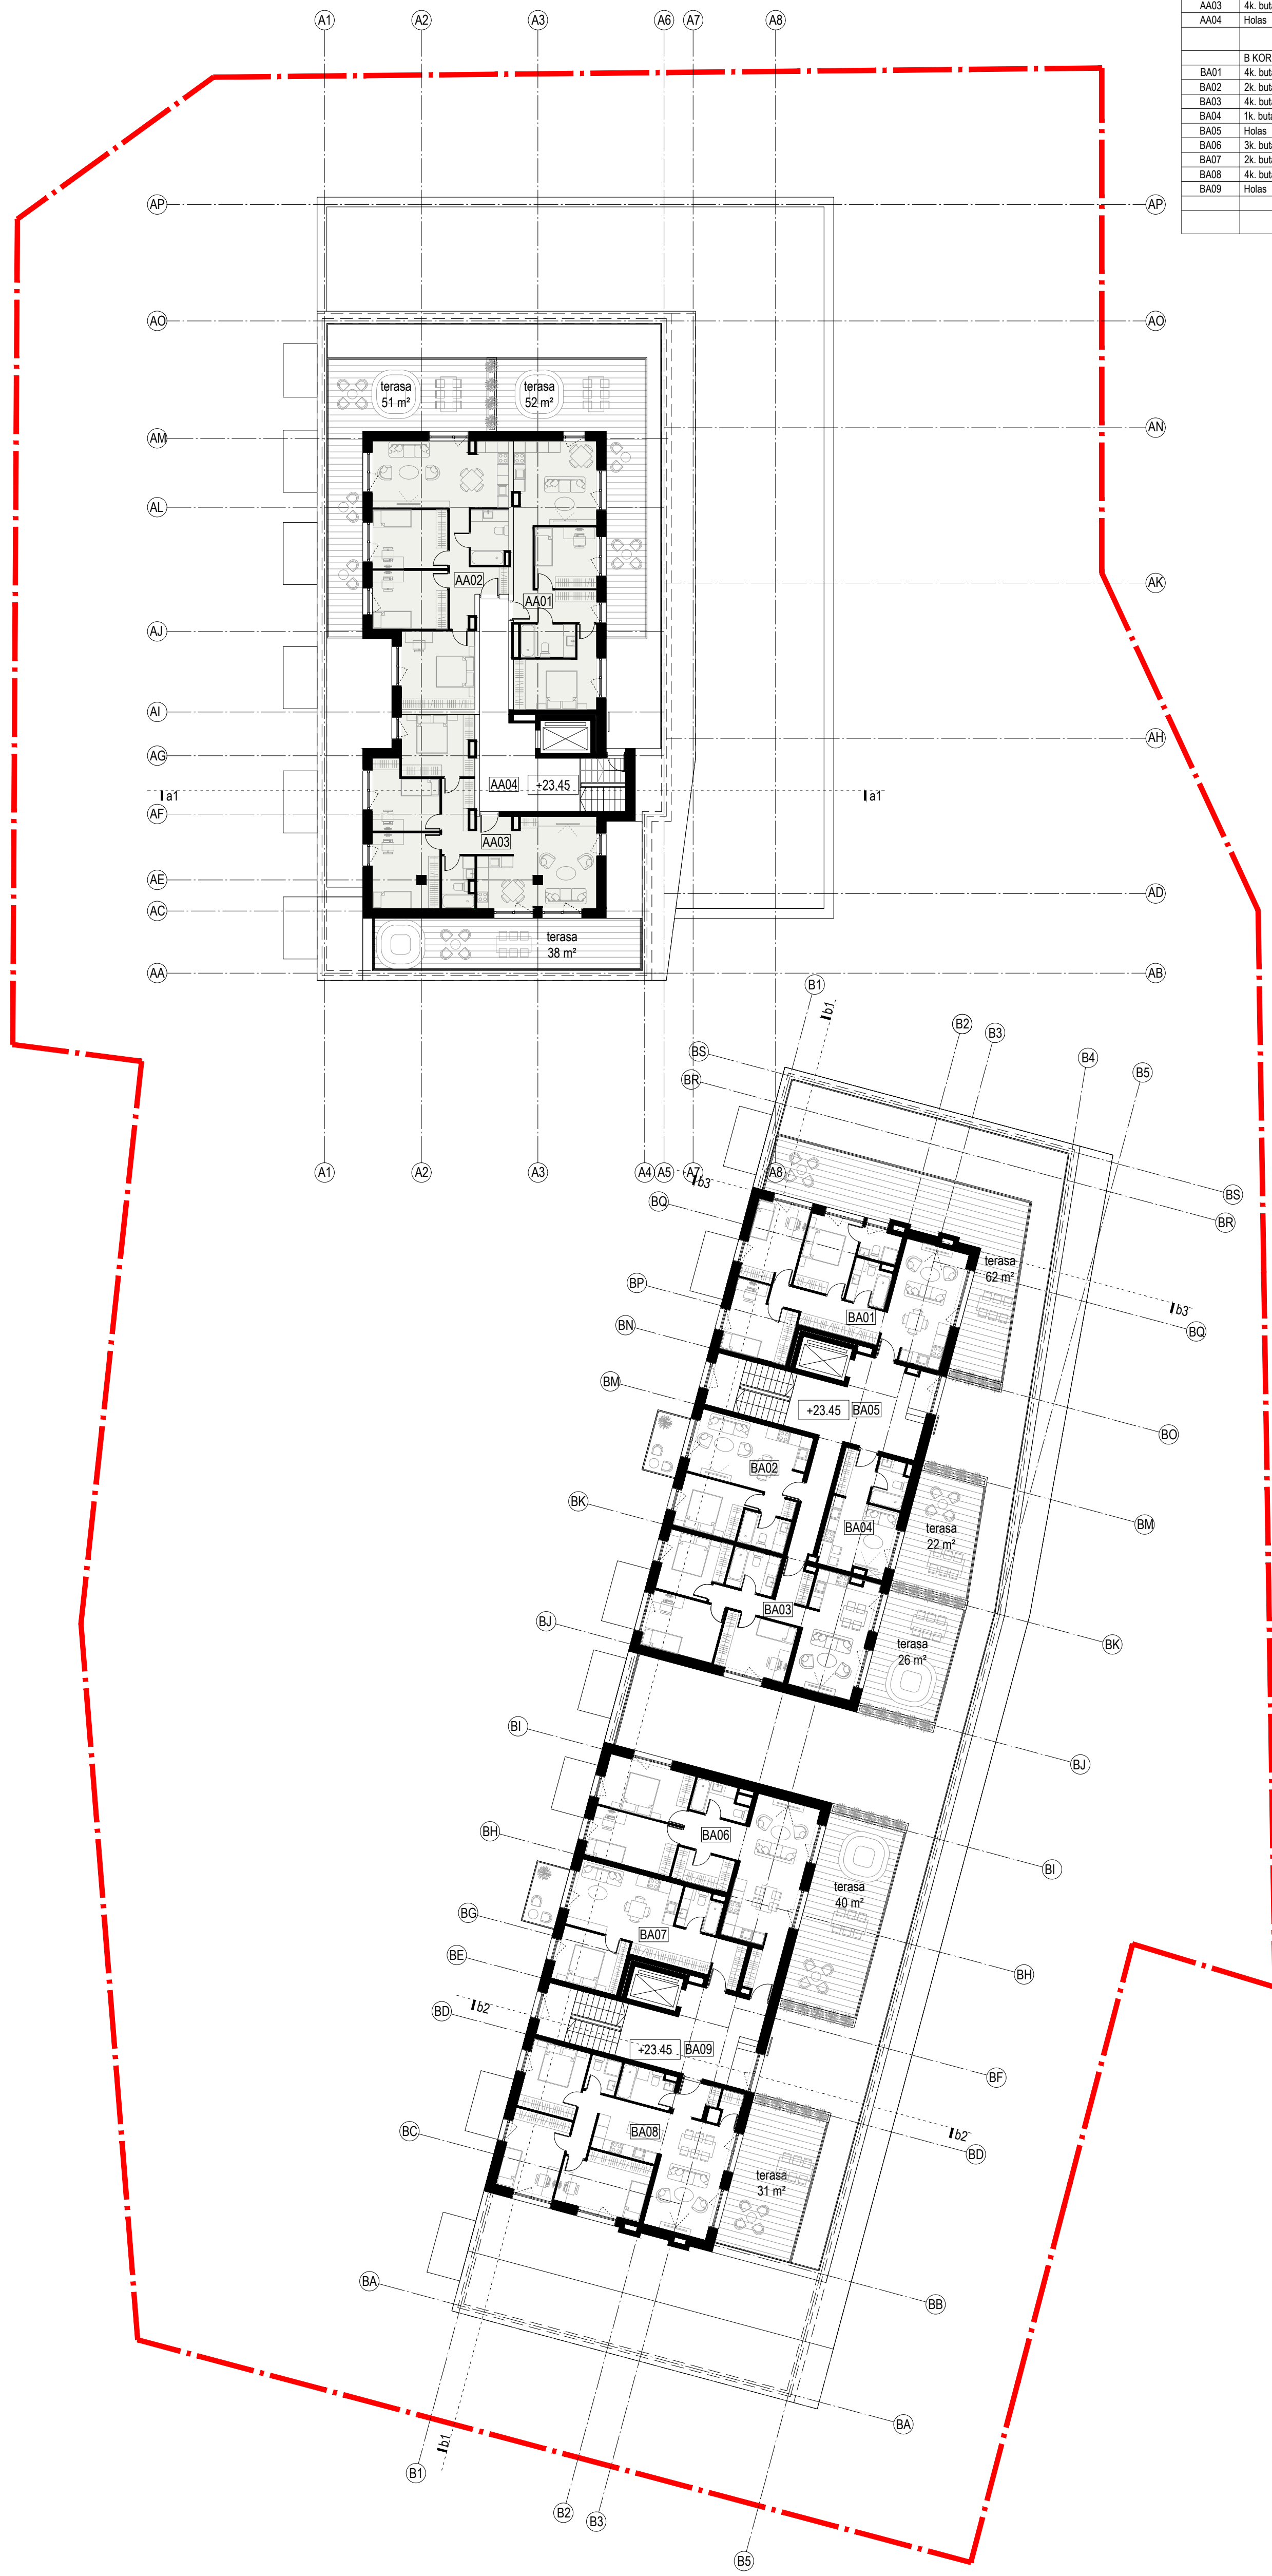 AA03 4k. but
AA04 Holas
B KOR
BA01 4k. but
BA02 2k. but
BA03 4k. but
BA04 1k. but
BA05 Holas
BA06 3k. but
BA07 2k. but
BA08 4k. but
BA09 Holas
A1 A2 A3 A6 A7 A8
AP AP
AO AO
terasa
51 m²
terasa
52 m²
AM AN
AL
AA02
AK
AA01
AJ
AI
AH
AG
AA04 +23.45
a1 a1
AF
AA03
AE
AD
AC
terasa
38 m²
AA AB
B1
b1
B2
B3
BS
B4
BR
B5
A1 A2 A3 A4 A5 A7 A8
b3
BS
BQ
BR
terasa
62 m²
BP
b3
BA01
BN
BQ
BM
+23.45 BA05
BO
BA02
BK
BM
BA04
terasa
22 m²
BA03
BJ
BK
terasa
26 m²
BI
BJ
BH
BA06
BI
terasa
40 m²
BG
BA07
BE
BH
b2
BD
+23.45 BA09
BF
BC
BA08
b2
BD
terasa
31 m²
BA
BB
BA
b1
B1
B2
B3
B5